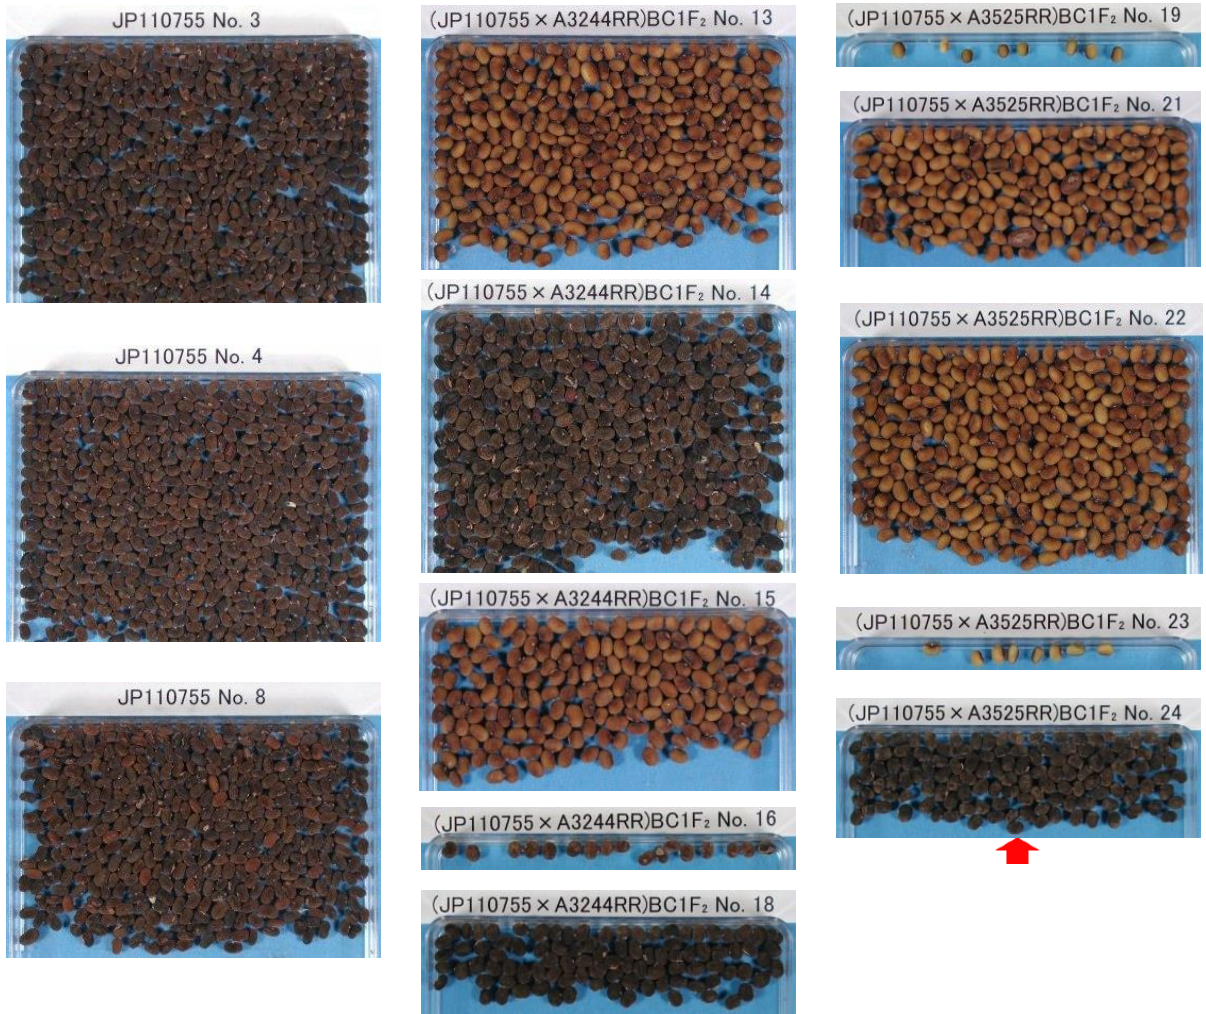 JP110755 No. 3
JP110755 No. 4
JP110755 No. 8
(JP110755×A3244RR)BC1F₂ No. 13
(JP110755×A3244RR)BC1F₂ No. 14
(JP110755×A3244RR)BC1F₂ No. 15
(JP110755×A3244RR)BC1F₂ No. 16
(JP110755×A3244RR)BC1F₂ No. 18
(JP110755×A3525RR)BC1F₂ No. 19
(JP110755×A3525RR)BC1F₂ No. 21
(JP110755×A3525RR)BC1F₂ No. 22
(JP110755×A3525RR)BC1F₂ No. 23
(JP110755×A3525RR)BC1F₂ No. 24